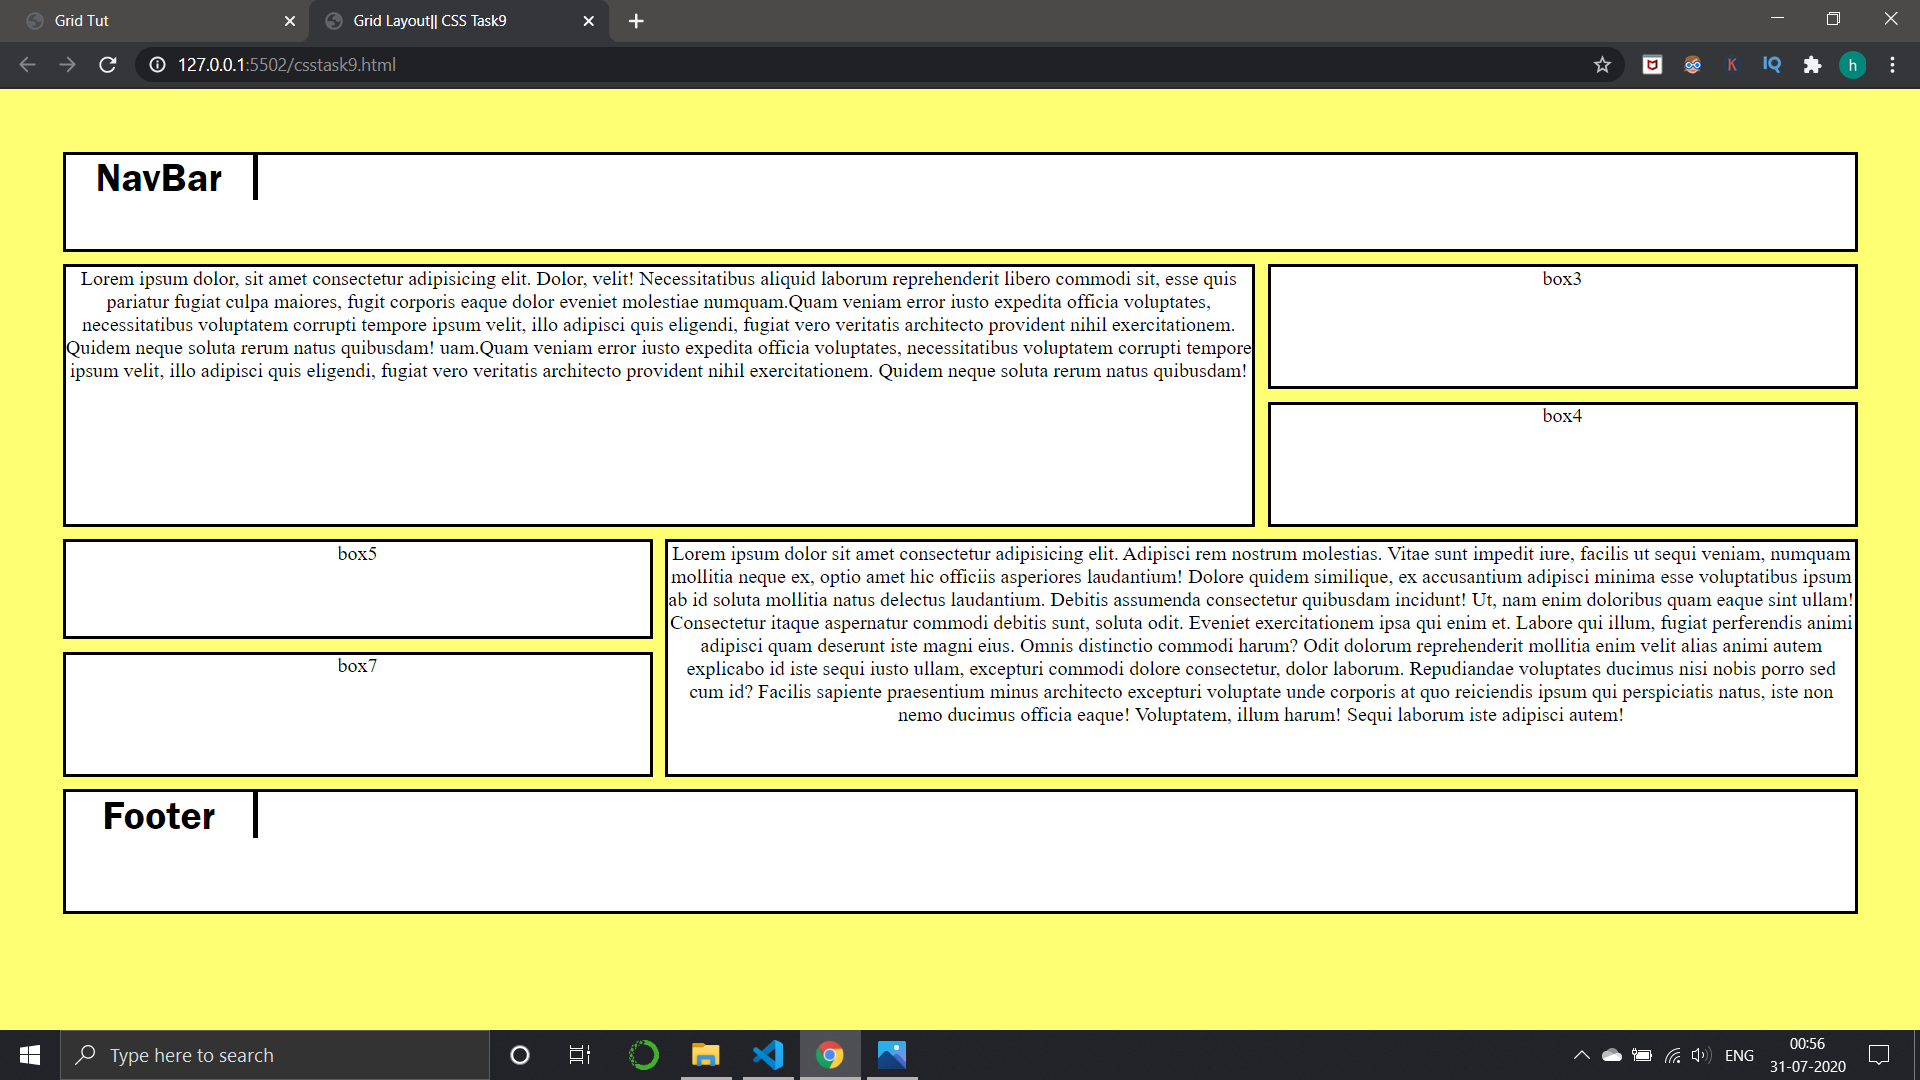 Grid Tut
Grid Layout|| CSS Task9
127.0.0.1:5502/csstask9.html
K
IQ
h
NavBar
Lorem ipsum dolor, sit amet consectetur adipisicing elit. Dolor, velit! Necessitatibus aliquid laborum reprehenderit libero commodi sit, esse quis
pariatur fugiat culpa maiores, fugit corporis eaque dolor eveniet molestiae numquam.Quam veniam error iusto expedita officia voluptates,
necessitatibus voluptatem corrupti tempore ipsum velit, illo adipisci quis eligendi, fugiat vero veritatis architecto provident nihil exercitationem.
Quidem neque soluta rerum natus quibusdam! uam.Quam veniam error iusto expedita officia voluptates, necessitatibus voluptatem corrupti tempore
ipsum velit, illo adipisci quis eligendi, fugiat vero veritatis architecto provident nihil exercitationem. Quidem neque soluta rerum natus quibusdam!
box3
box4
box5
Lorem ipsum dolor sit amet consectetur adipisicing elit. Adipisci rem nostrum molestias. Vitae sunt impedit iure, facilis ut sequi veniam, numquam
mollitia neque ex, optio amet hic officiis asperiores laudantium! Dolore quidem similique, ex accusantium adipisci minima esse voluptatibus ipsum
ab id soluta mollitia natus delectus laudantium. Debitis assumenda consectetur quibusdam incidunt! Ut, nam enim doloribus quam eaque sint ullam!
Consectetur itaque aspernatur commodi debitis sunt, soluta odit. Eveniet exercitationem ipsa qui enim et. Labore qui illum, fugiat perferendis animi
adipisci quam deserunt iste magni eius. Omnis distinctio commodi harum? Odit dolorum reprehenderit mollitia enim velit alias animi autem
explicabo id iste sequi iusto ullam, excepturi commodi dolore consectetur, dolor laborum. Repudiandae voluptates ducimus nisi nobis porro sed
cum id? Facilis sapiente praesentium minus architecto excepturi voluptate unde corporis at quo reiciendis ipsum qui perspiciatis natus, iste non
nemo ducimus officia eaque! Voluptatem, illum harum! Sequi laborum iste adipisci autem!
box7
Footer
Type here to search
ENG
00:56
31-07-2020